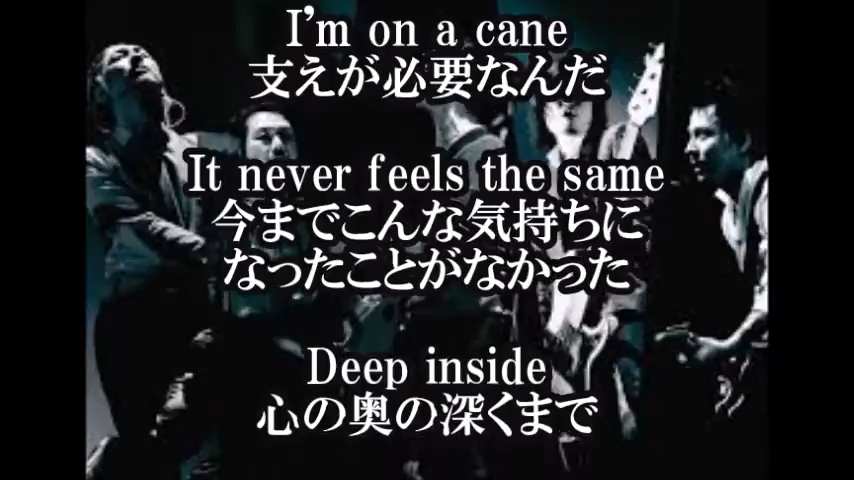 I'm on a cane
支えが必要なんだ
It never feels the same
今までこんな気持ちに
なったことがなかった
Deep inside
心の奥の深くまで